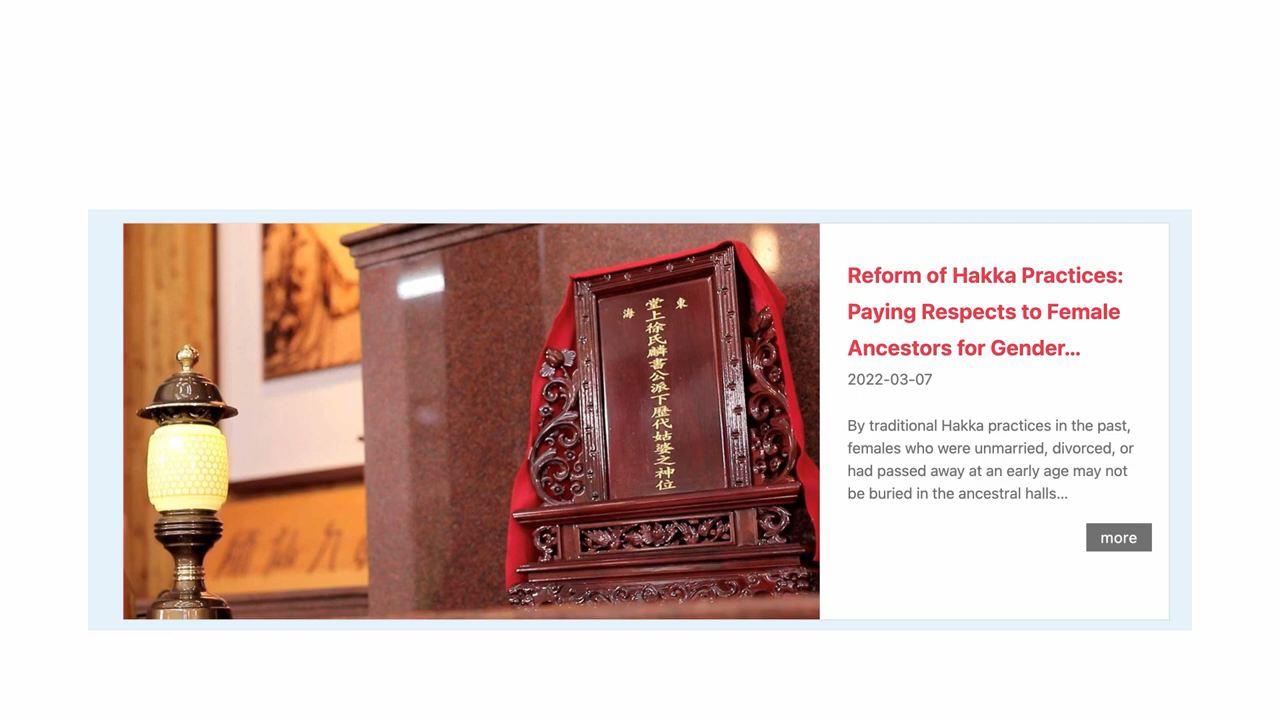 東
海
堂上徐氏麟書公派下歷代姑婆之神位
Reform of Hakka Practices:
Paying Respects to Female
Ancestors for Gender...
2022-03-07
By traditional Hakka practices in the past,
females who were unmarried, divorced, or
had passed away at an early age may not
be buried in the ancestral halls...
more